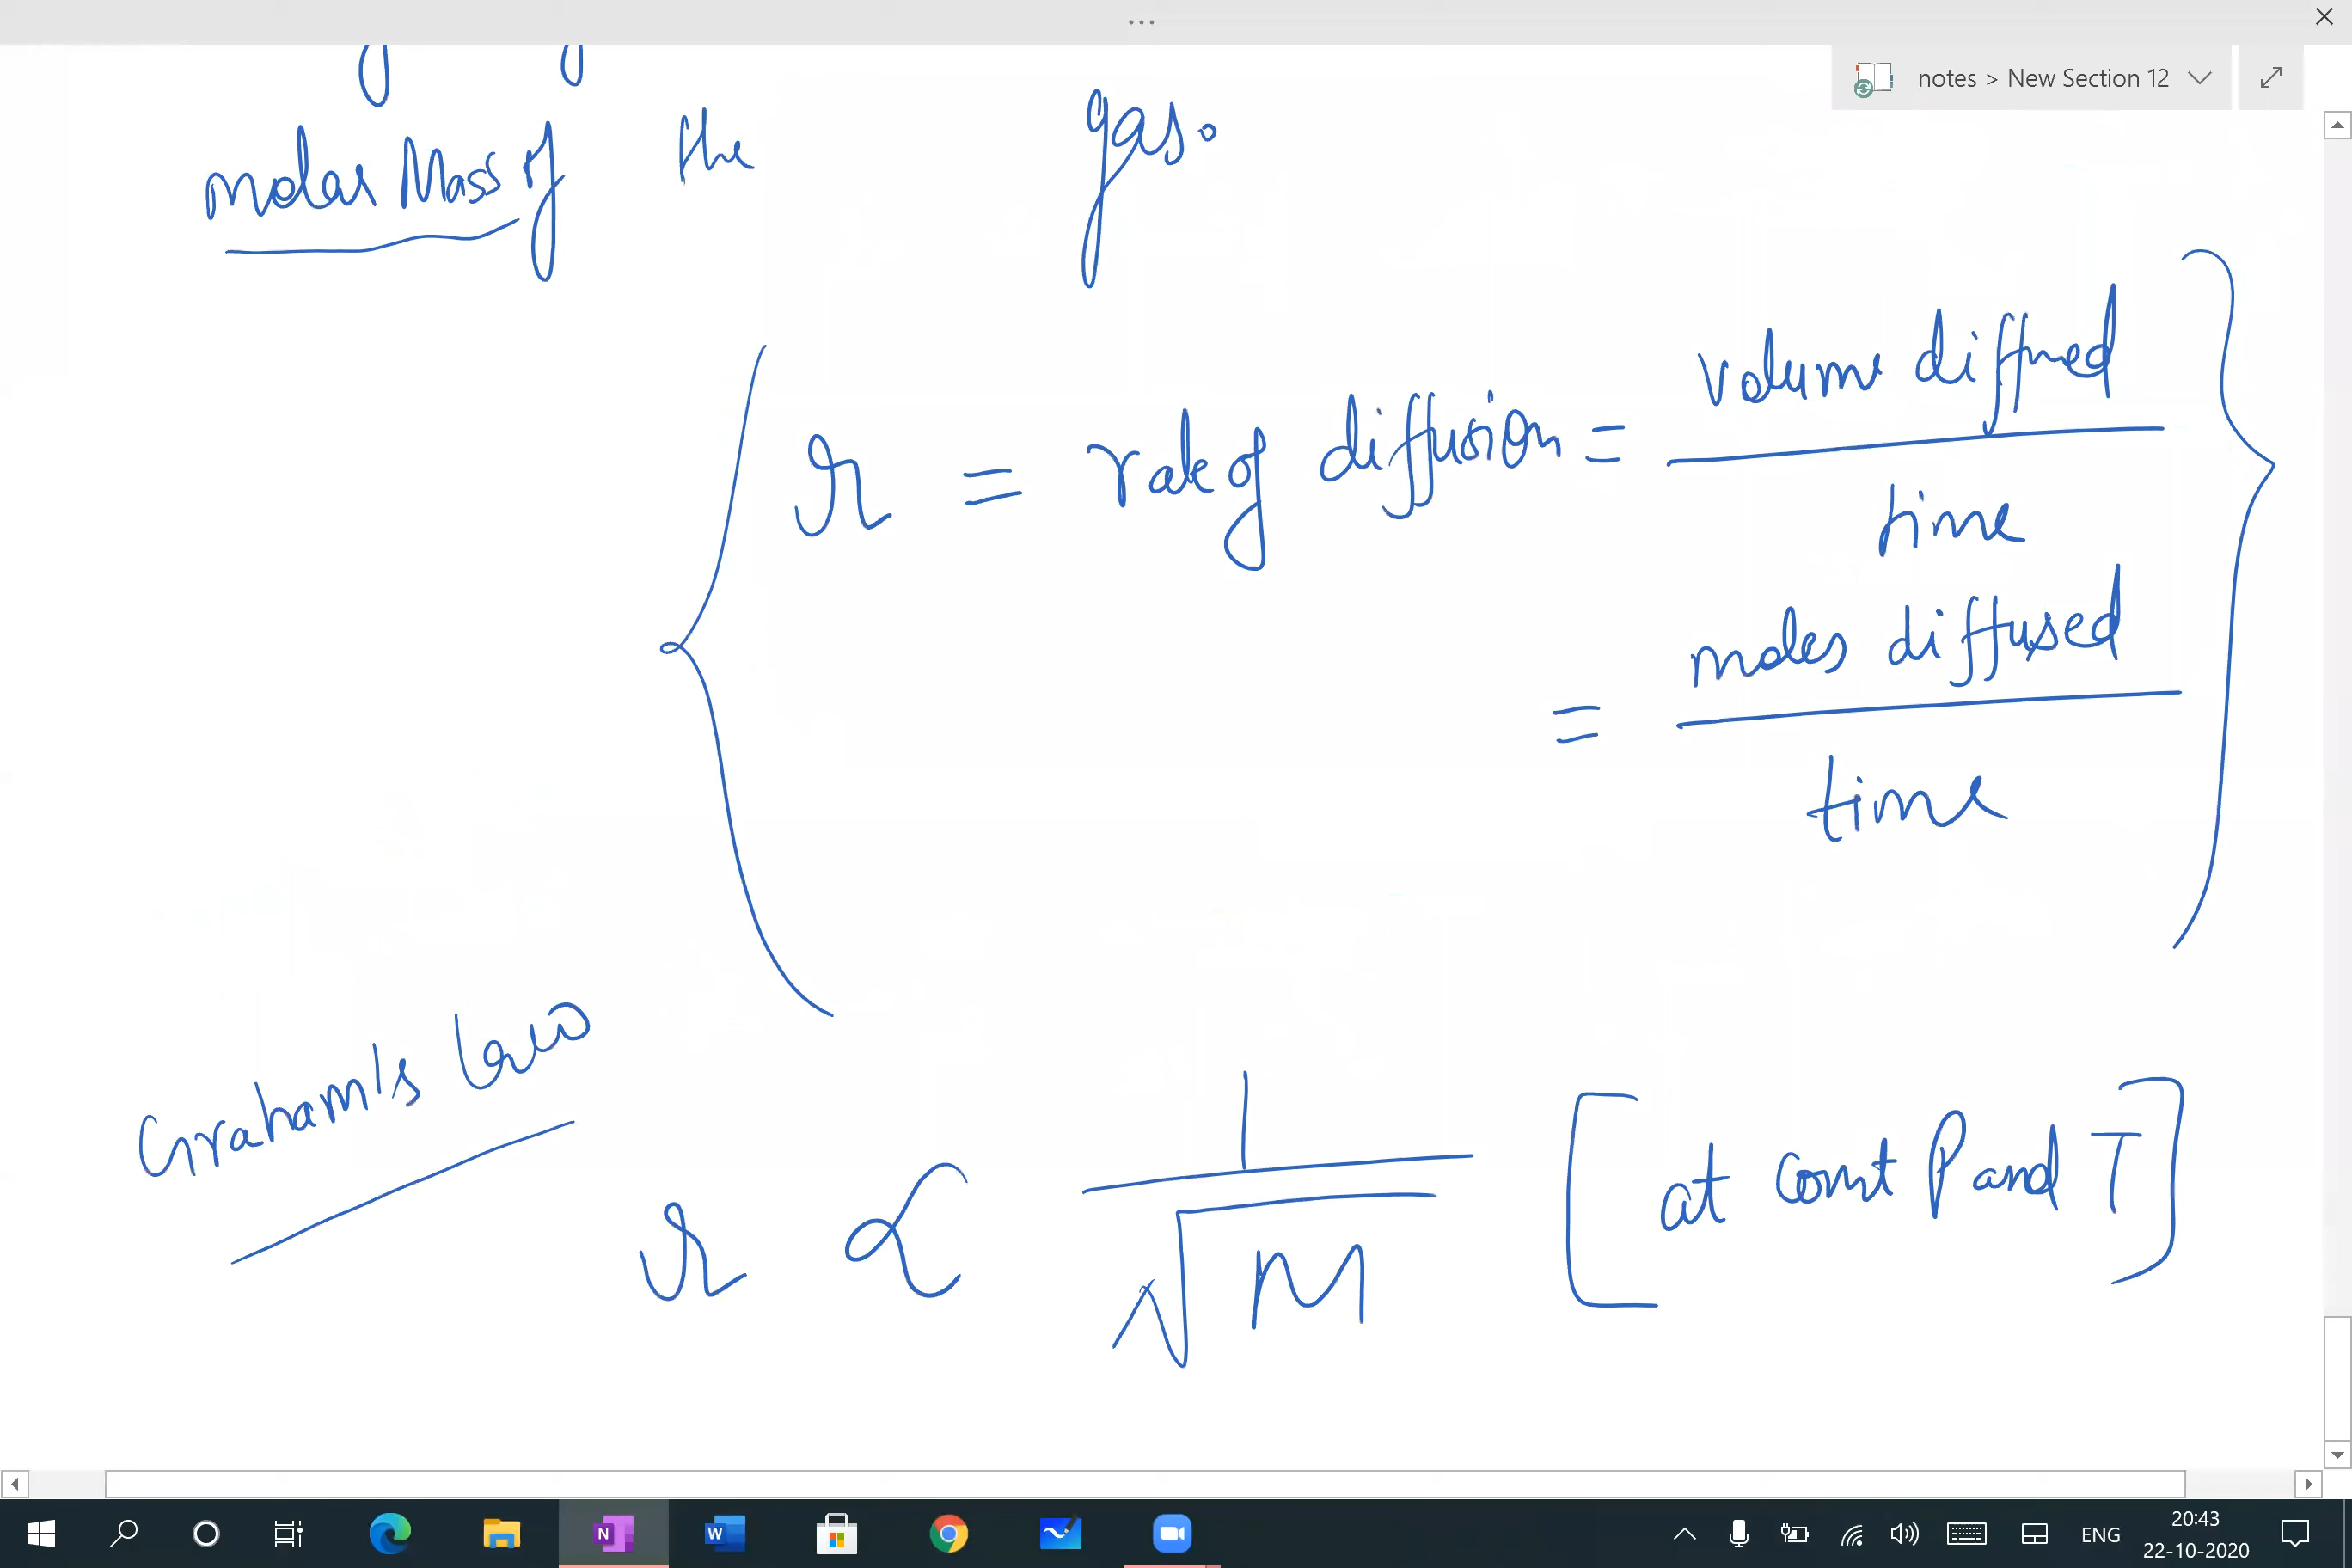 notes > New Section 12
molar Mass of the gas.
r = rate of diffusion = volume diffused / time
= moles diffused / time
Graham's law
r ∝ 1 / √M [at const P and T]
ENG
20:43
22-10-2020